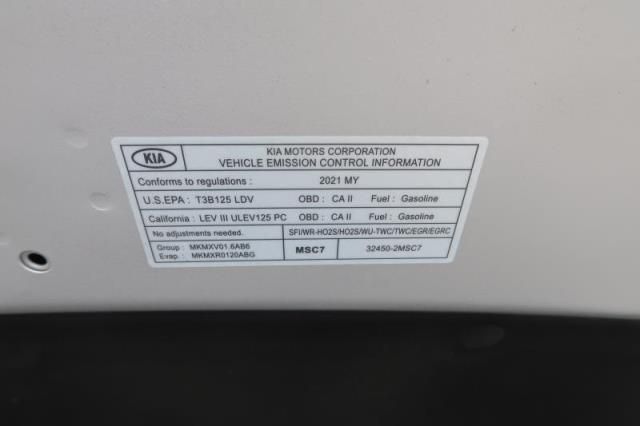 KIA
KIA MOTORS CORPORATION
VEHICLE EMISSION CONTROL INFORMATION
Conforms to regulations : 2021 MY
U.S.EPA : T3B125 LDV OBD : CA II Fuel : Gasoline
California : LEV III ULEV125 PC OBD : CA II Fuel : Gasoline
No adjustments needed. SFI/WR-HO2S/HO2S/WU-TWC/TWC/EGR/EGRC
Group : MKMXV01.6AB6 MSC7 32450-2MSC7
Evap. : MKMXR0120ABG